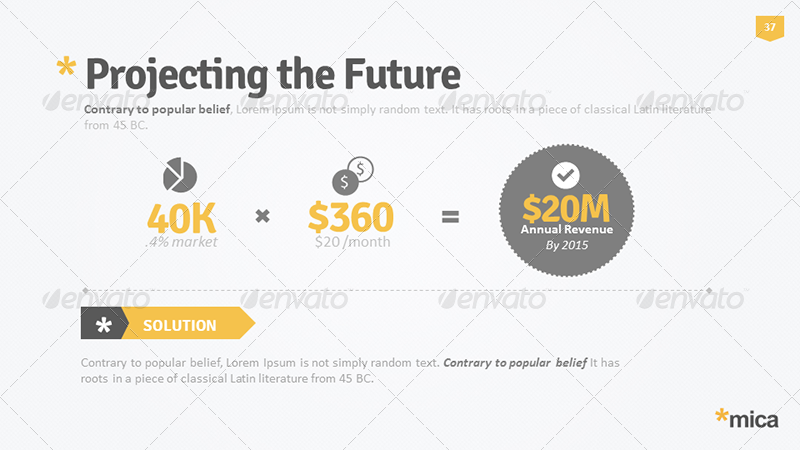 37
* Projecting the Future
Contrary to popular belief, Lorem Ipsum is not simply random text. It has roots in a piece of classical Latin literature
from 45 BC.
envato envato envato envato
$
$
40K × $360 = $20M
.4% market $20 /month Annual Revenue
By 2015
envato envato envato envato
* SOLUTION
Contrary to popular belief, Lorem Ipsum is not simply random text. Contrary to popular belief It has
roots in a piece of classical Latin literature from 45 BC.
*mica